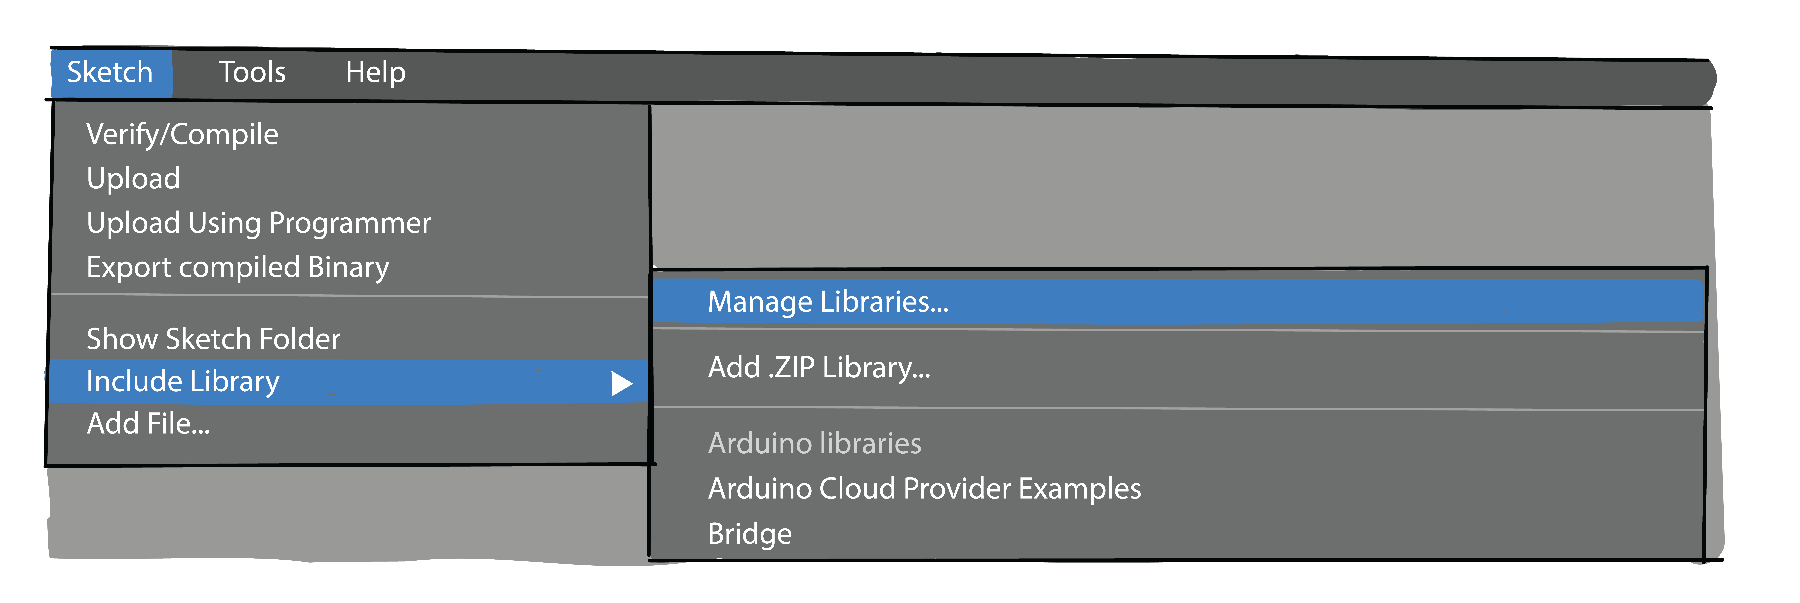 Sketch Tools Help
Verify/Compile
Upload
Upload Using Programmer
Export compiled Binary
Show Sketch Folder
Include Library
Add File...
Manage Libraries...
Add .ZIP Library...
Arduino libraries
Arduino Cloud Provider Examples
Bridge